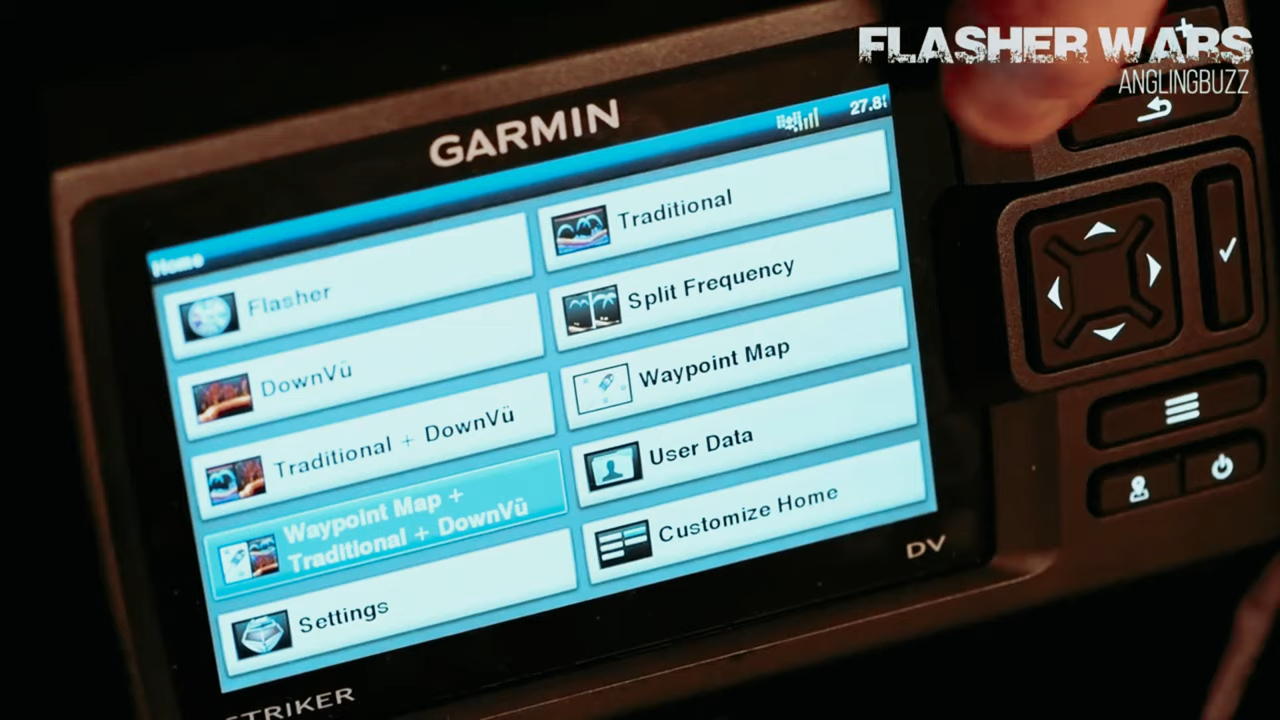 FLASHER WARS
ANGLINGBUZZ
GARMIN
27.8
Home
Flasher
DownVü
Traditional + DownVü
Waypoint Map +
Traditional + DownVü
Settings
Traditional
Split Frequency
Waypoint Map
User Data
Customize Home
DV
STRIKER